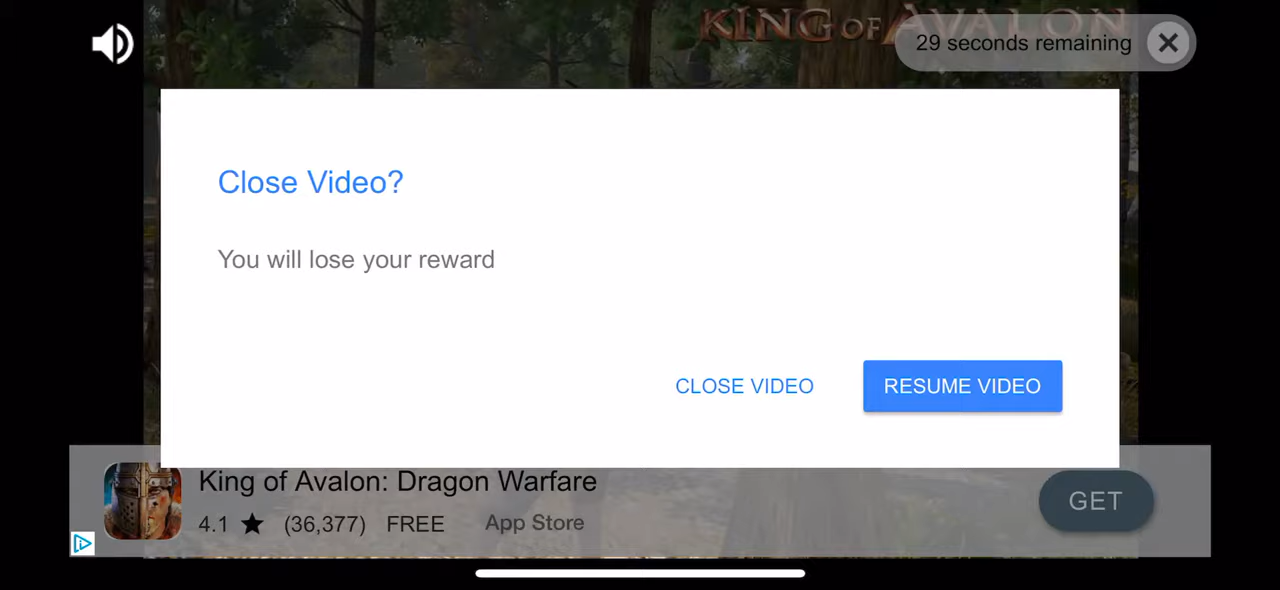 KING OF AVALON
29 seconds remaining
Close Video?
You will lose your reward
CLOSE VIDEO
RESUME VIDEO
King of Avalon: Dragon Warfare
4.1 ★ (36,377) FREE App Store
GET